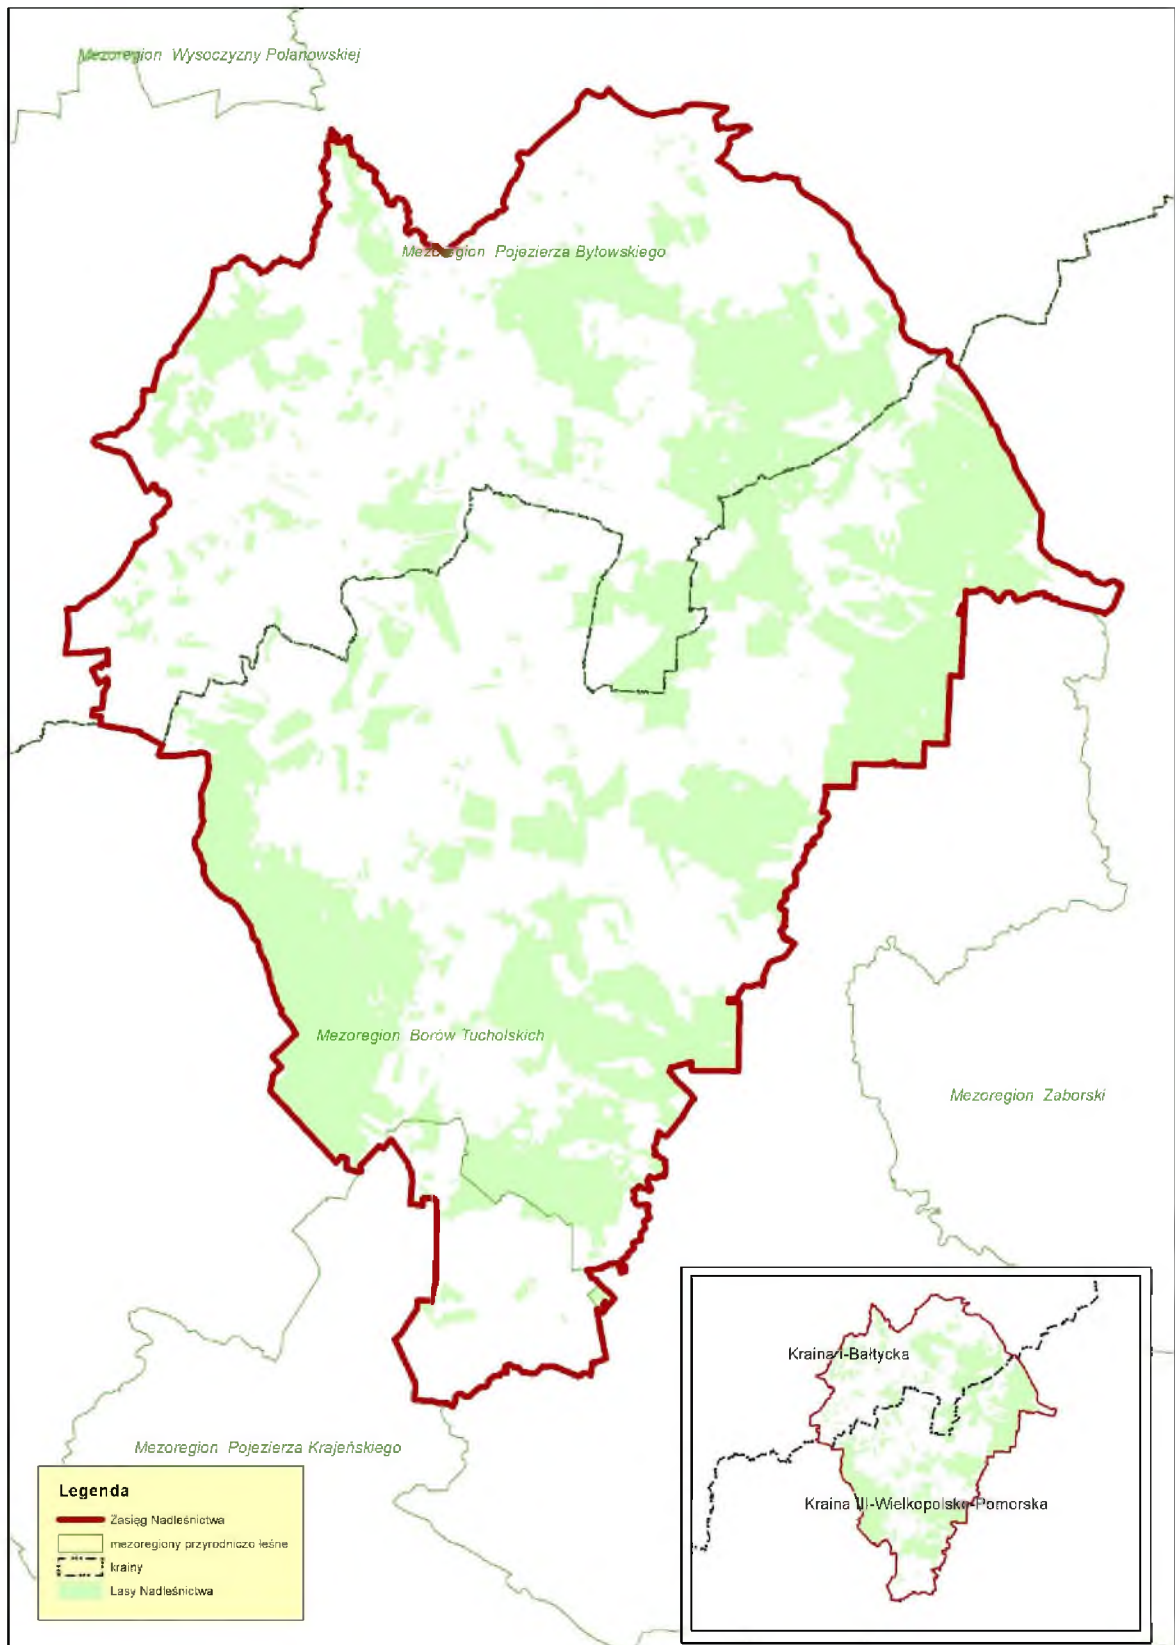 Mezoregion Wysoczyzny Polanowskiej
Mezoregion Pojezierza Bytowskiego
Mezoregion Borów Tucholskich
Mezoregion Zaborski
Kraina I-Bałtycka
Mezoregion Pojezierza Krajeńskiego
Kraina III-Wielkopolsko-Pomorska
Legenda
Zasięg Nadleśnictwa
mezoregiony przyrodniczo leśne
krainy
Lasy Nadleśnictwa